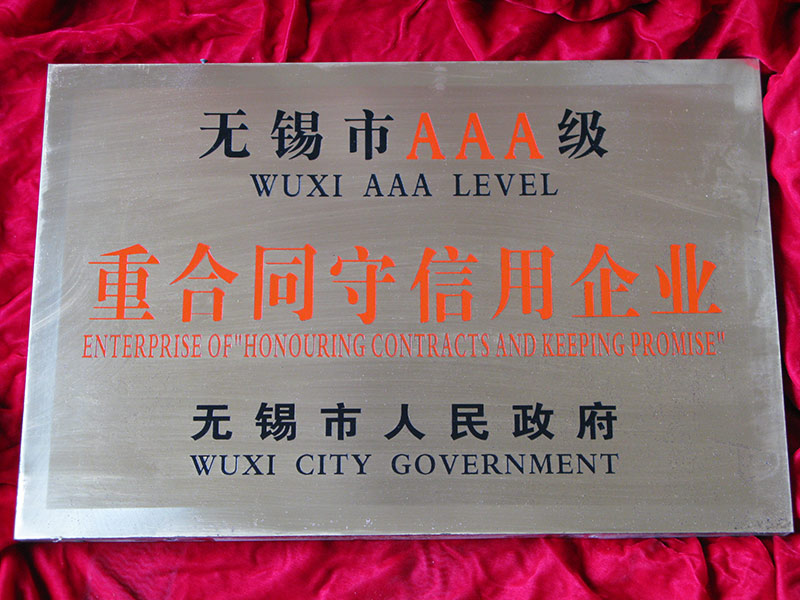 无锡市AAA级
WUXI AAA LEVEL
重合同守信用企业
ENTERPRISE OF"HONOURING CONTRACTS AND KEEPING PROMISE"
无锡市人民政府
WUXI CITY GOVERNMENT